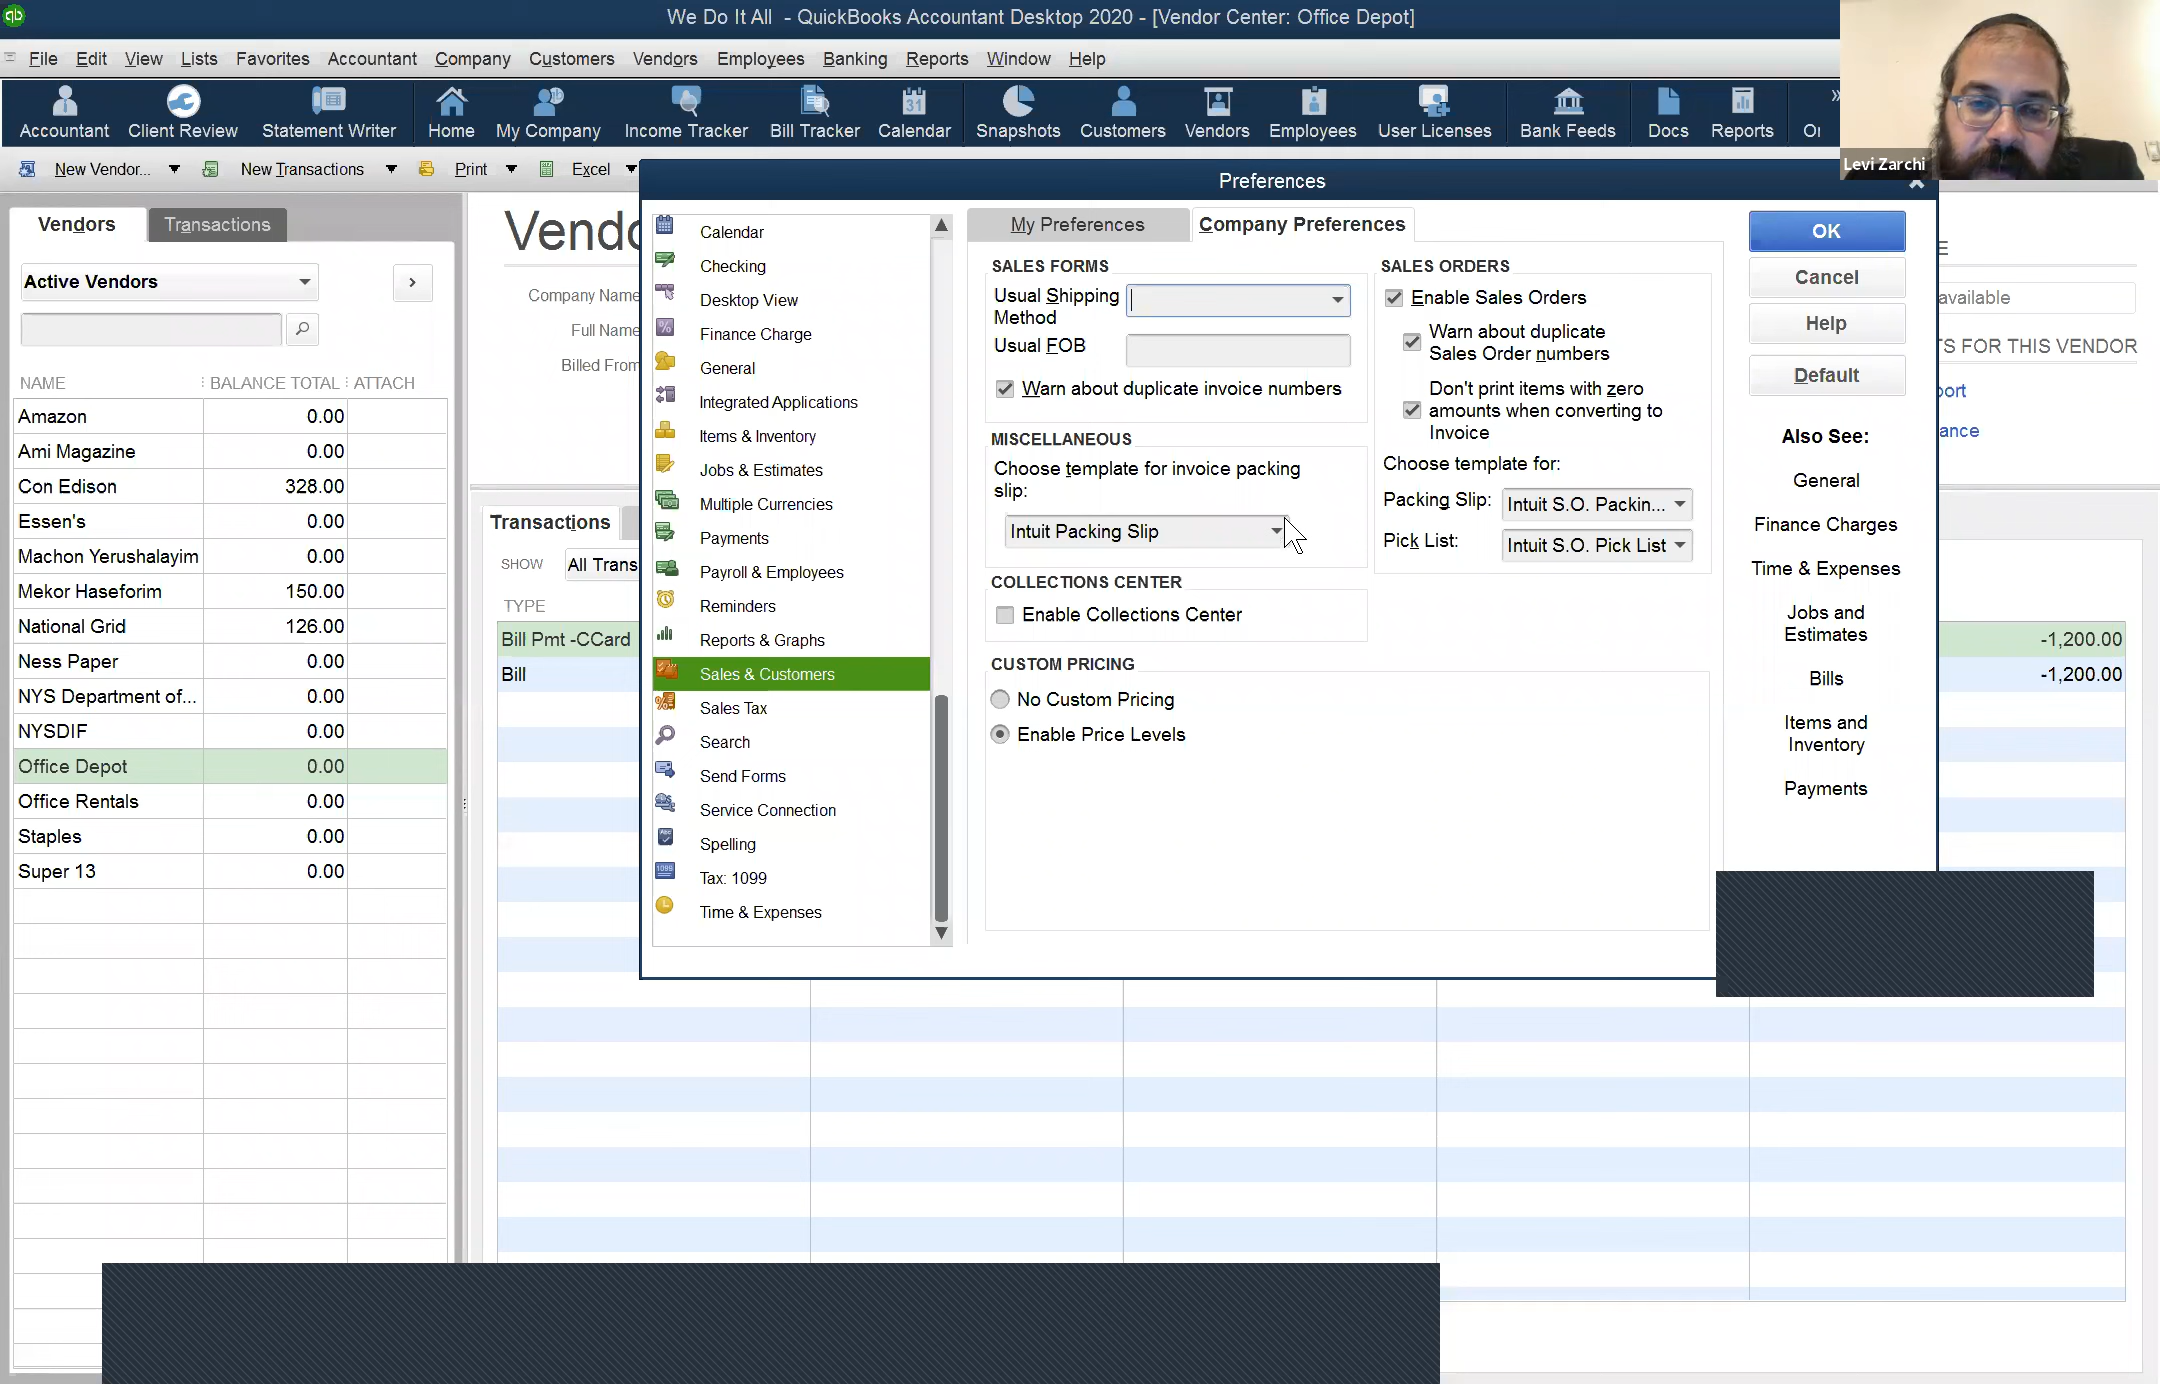 We Do It All - QuickBooks Accountant Desktop 2020 - [Vendor Center: Office Depot]
File Edit View Lists Favorites Accountant Company Customers Vendors Employees Banking Reports Window Help
Accountant Client Review Statement Writer Home My Company Income Tracker Bill Tracker Calendar Snapshots Customers Vendors Employees User Licenses Bank Feeds Docs Reports
Levi Zarchi
New Vendor... New Transactions Print Excel
Preferences
Vendors Transactions
Active Vendors
NAME BALANCE TOTAL ATTACH
Amazon 0.00
Ami Magazine 0.00
Con Edison 328.00
Essen's 0.00
Machon Yerushalayim 0.00
Mekor Haseforim 150.00
National Grid 126.00
Ness Paper 0.00
NYS Department of... 0.00
NYSDIF 0.00
Office Depot 0.00
Office Rentals 0.00
Staples 0.00
Super 13 0.00
Company Name
Full Name
Billed From
Transactions
SHOW All Trans
TYPE
Bill Pmt -CCard
Bill
Calendar
Checking
Desktop View
Finance Charge
General
Integrated Applications
Items & Inventory
Jobs & Estimates
Multiple Currencies
Payments
Payroll & Employees
Reminders
Reports & Graphs
Sales & Customers
Sales Tax
Search
Send Forms
Service Connection
Spelling
Tax: 1099
Time & Expenses
My Preferences Company Preferences
SALES FORMS
Usual Shipping
Method
Usual FOB
Warn about duplicate invoice numbers
MISCELLANEOUS
Choose template for invoice packing
slip:
Intuit Packing Slip
COLLECTIONS CENTER
Enable Collections Center
CUSTOM PRICING
No Custom Pricing
Enable Price Levels
SALES ORDERS
Enable Sales Orders
Warn about duplicate
Sales Order numbers
Don't print items with zero
amounts when converting to
Invoice
Choose template for:
Packing Slip: Intuit S.O. Packin...
Pick List: Intuit S.O. Pick List
OK
Cancel
Help
Default
Also See:
General
Finance Charges
Time & Expenses
Jobs and
Estimates
Bills
Items and
Inventory
Payments
available
FOR THIS VENDOR
-1,200.00
-1,200.00